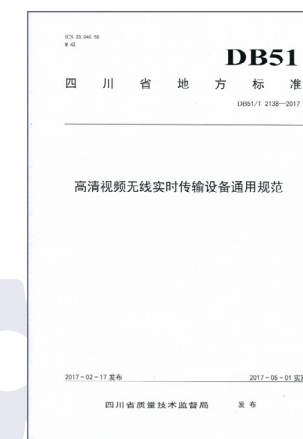 ICS 33.040.50
M 42
DB51
四川省地方标准
DB51/T 2138—2017
高清视频无线实时传输设备通用规范
2017-02-17 发布 2017-05-01 实
四川省质量技术监督局 发布